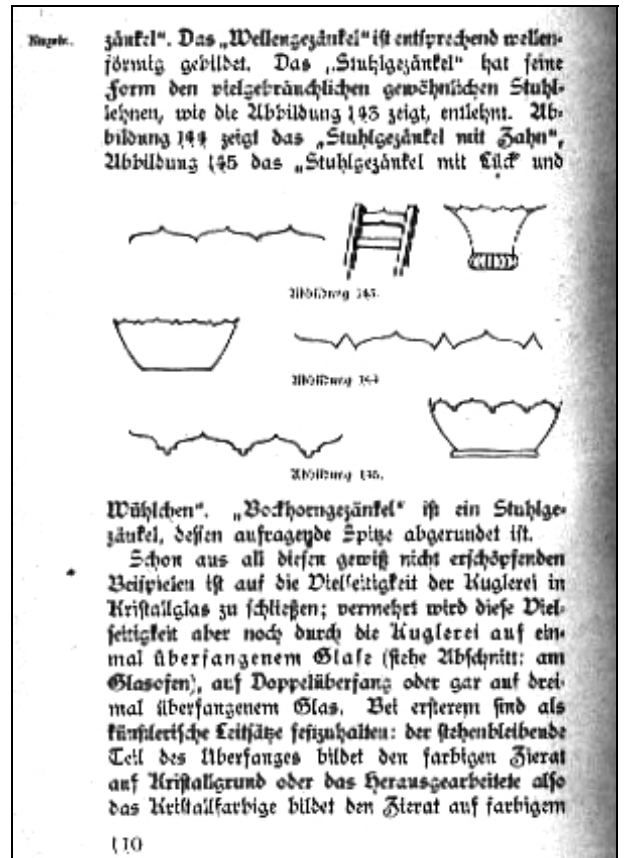 Kugele.
zänkel“. Das „Wellengezänkel“ ist entsprechend wellen-
förmig gebildet. Das „Stuhlgezänkel“ hat seine
Form den vielgebräuchlichen gewöhnlichen Stuhl-
lehnen, wie die Abbildung 143 zeigt, entlehnt. Ab-
bildung 144 zeigt das „Stuhlgezänkel mit Zahn“,
Abbildung 145 das „Stuhlgezänkel mit Lück und
Abbildung 143.
Abbildung 144
Abbildung 145.
Wühlchen“. „Bockhorngezänkel“ ist ein Stuhlge-
zänkel, dessen aufragende Spitze abgerundet ist.
Schon aus all diesen gewiß nicht erschöpfenden
Beispielen ist auf die Vielseitigkeit der Kuglerei in
Kristallglas zu schließen; vermehrt wird diese Viel-
seitigkeit aber noch durch die Kuglerei auf ein-
mal überfangenem Glase (siehe Abschnitt: am
Glasofen), auf Doppelüberfang oder gar auf drei-
mal überfangenem Glas. Bei ersterem sind als
künstlerische Leitsätze festzuhalten: der stehenbleibende
Teil des Überfanges bildet den farbigen Zierat
auf Kristallgrund oder das Herausgearbeitete also
das Kristallfarbige bildet den Zierat auf farbigem
110